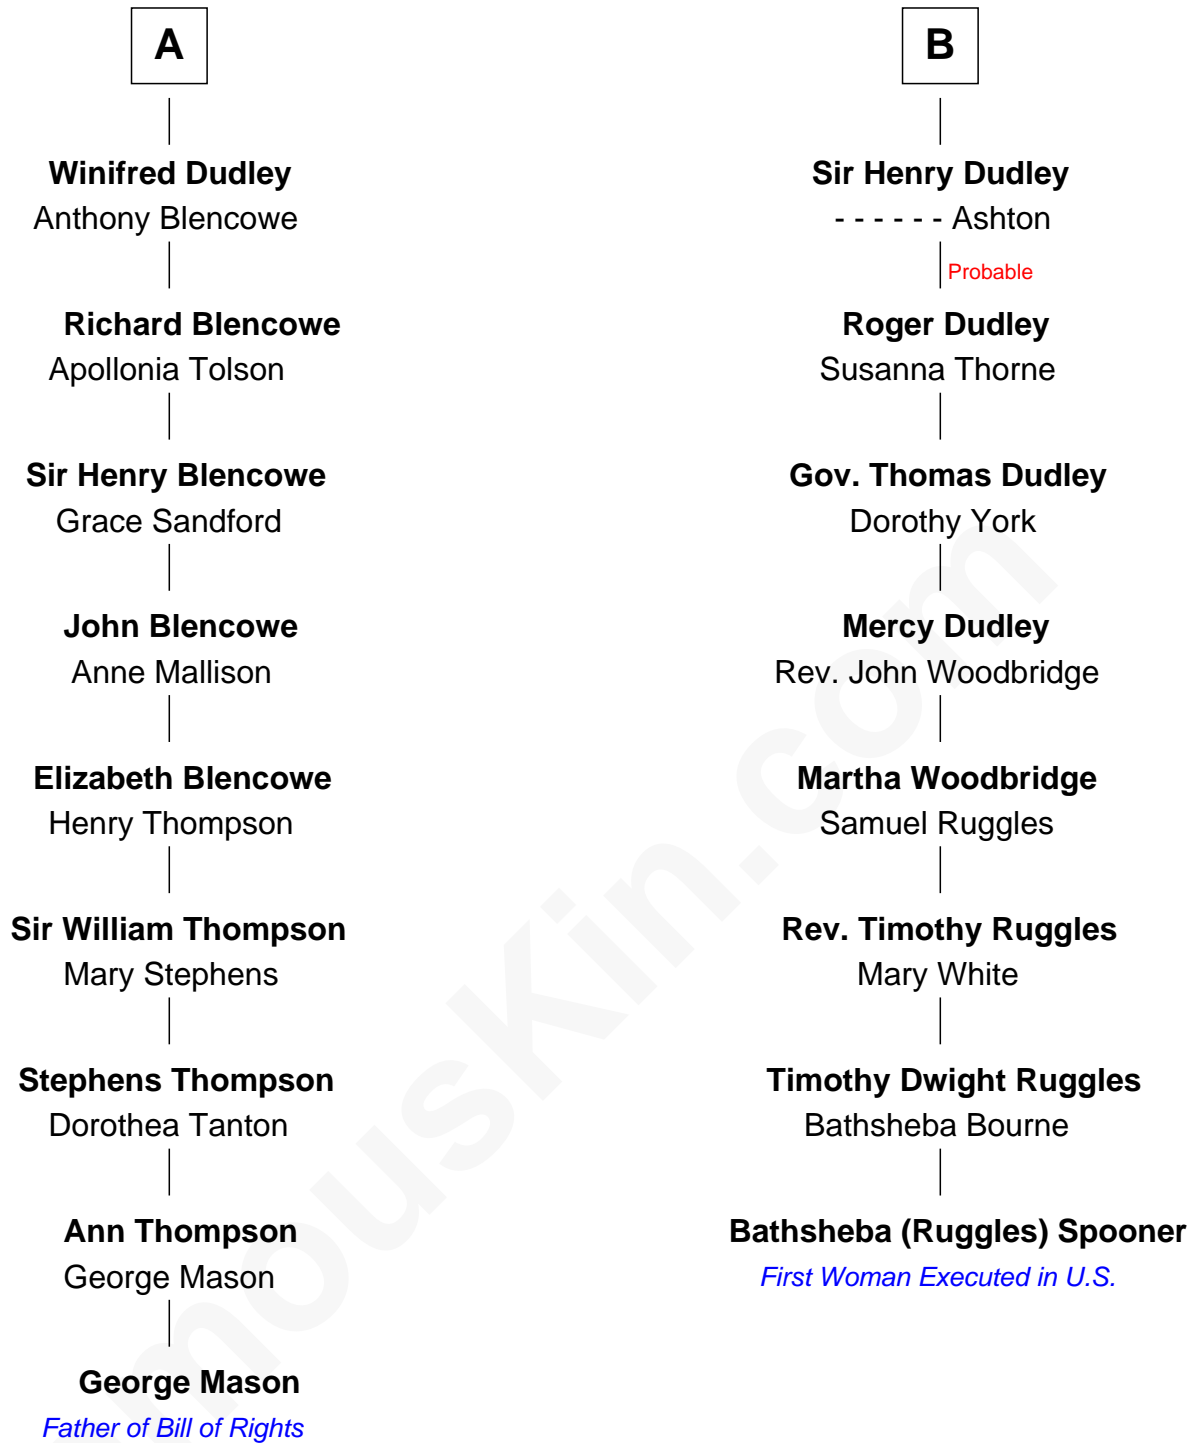 A
Winifred Dudley
Anthony Blencowe
Richard Blencowe
Apollonia Tolson
Sir Henry Blencowe
Grace Sandford
John Blencowe
Anne Mallison
Elizabeth Blencowe
Henry Thompson
Sir William Thompson
Mary Stephens
Stephens Thompson
Dorothea Tanton
Ann Thompson
George Mason
George Mason
Father of Bill of Rights
B
Sir Henry Dudley
- - - - - - Ashton
Probable
Roger Dudley
Susanna Thorne
Gov. Thomas Dudley
Dorothy York
Mercy Dudley
Rev. John Woodbridge
Martha Woodbridge
Samuel Ruggles
Rev. Timothy Ruggles
Mary White
Timothy Dwight Ruggles
Bathsheba Bourne
Bathsheba (Ruggles) Spooner
First Woman Executed in U.S.
mousKin.com